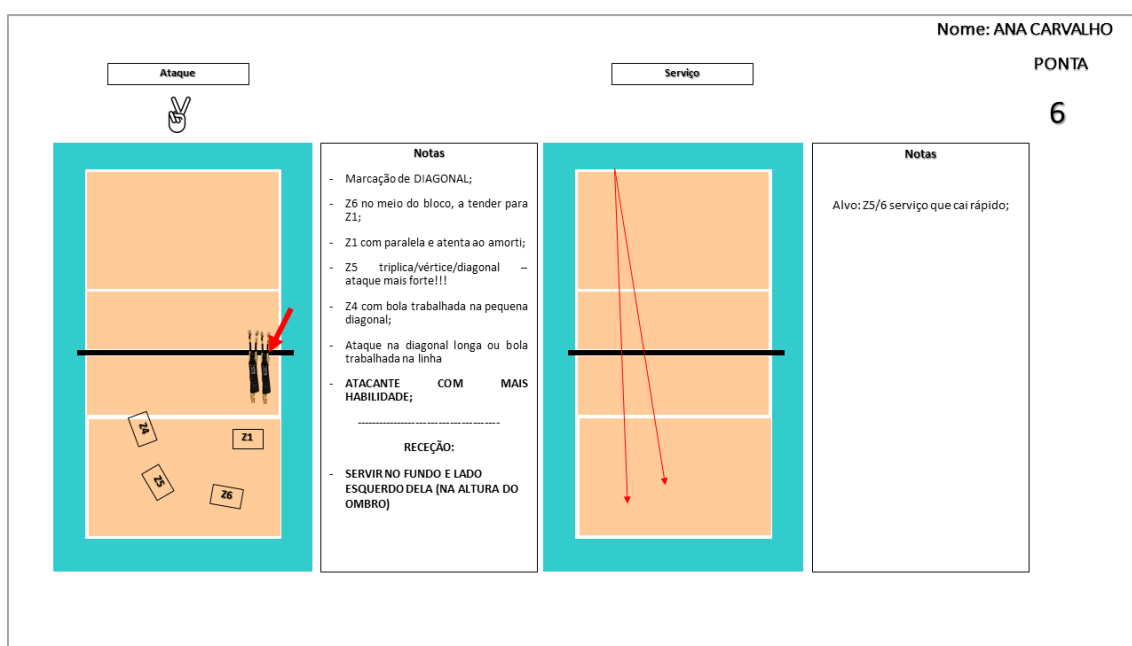 Nome: ANA CARVALHO
PONTA
6
Ataque
Serviço
Notas
- Marcação de DIAGONAL;
- Z6 no meio do bloco, a tender para
Z1;
- Z1 com paralela e atenta ao amorti;
- Z5 triplica/vértice/diagonal –
ataque mais forte!!!
- Z4 com bola trabalhada na pequena
diagonal;
- Ataque na diagonal longa ou bola
trabalhada na linha
- ATACANTE COM MAIS
HABILIDADE;
----------------------------------------
RECEÇÃO:
- SERVIR NO FUNDO E LADO
ESQUERDO DELA (NA ALTURA DO
OMBRO)
Z4
Z1
Z5
Z6
Notas
Alvo: Z5/6 serviço que cai rápido;